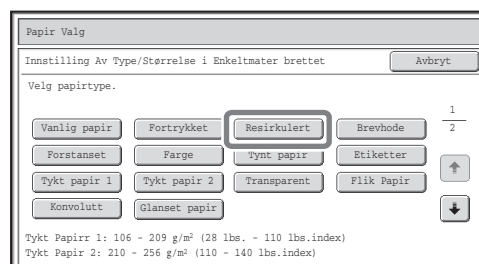 Papir Valg
Innstilling Av Type/Størrelse i Enkeltmater brettet Avbryt
Velg papirtype.
1
Vanlig papir Fortrykket Resirkulert Brevhode 2
Forstanset Farge Tynt papir Etiketter
Tykt papir 1 Tykt papir 2 Transparent Flik Papir
Konvolutt Glanset papir
Tykt Papirr 1: 106 - 209 g/m² (28 lbs. - 110 lbs.index)
Tykt Papir 2: 210 - 256 g/m² (110 - 140 lbs.index)